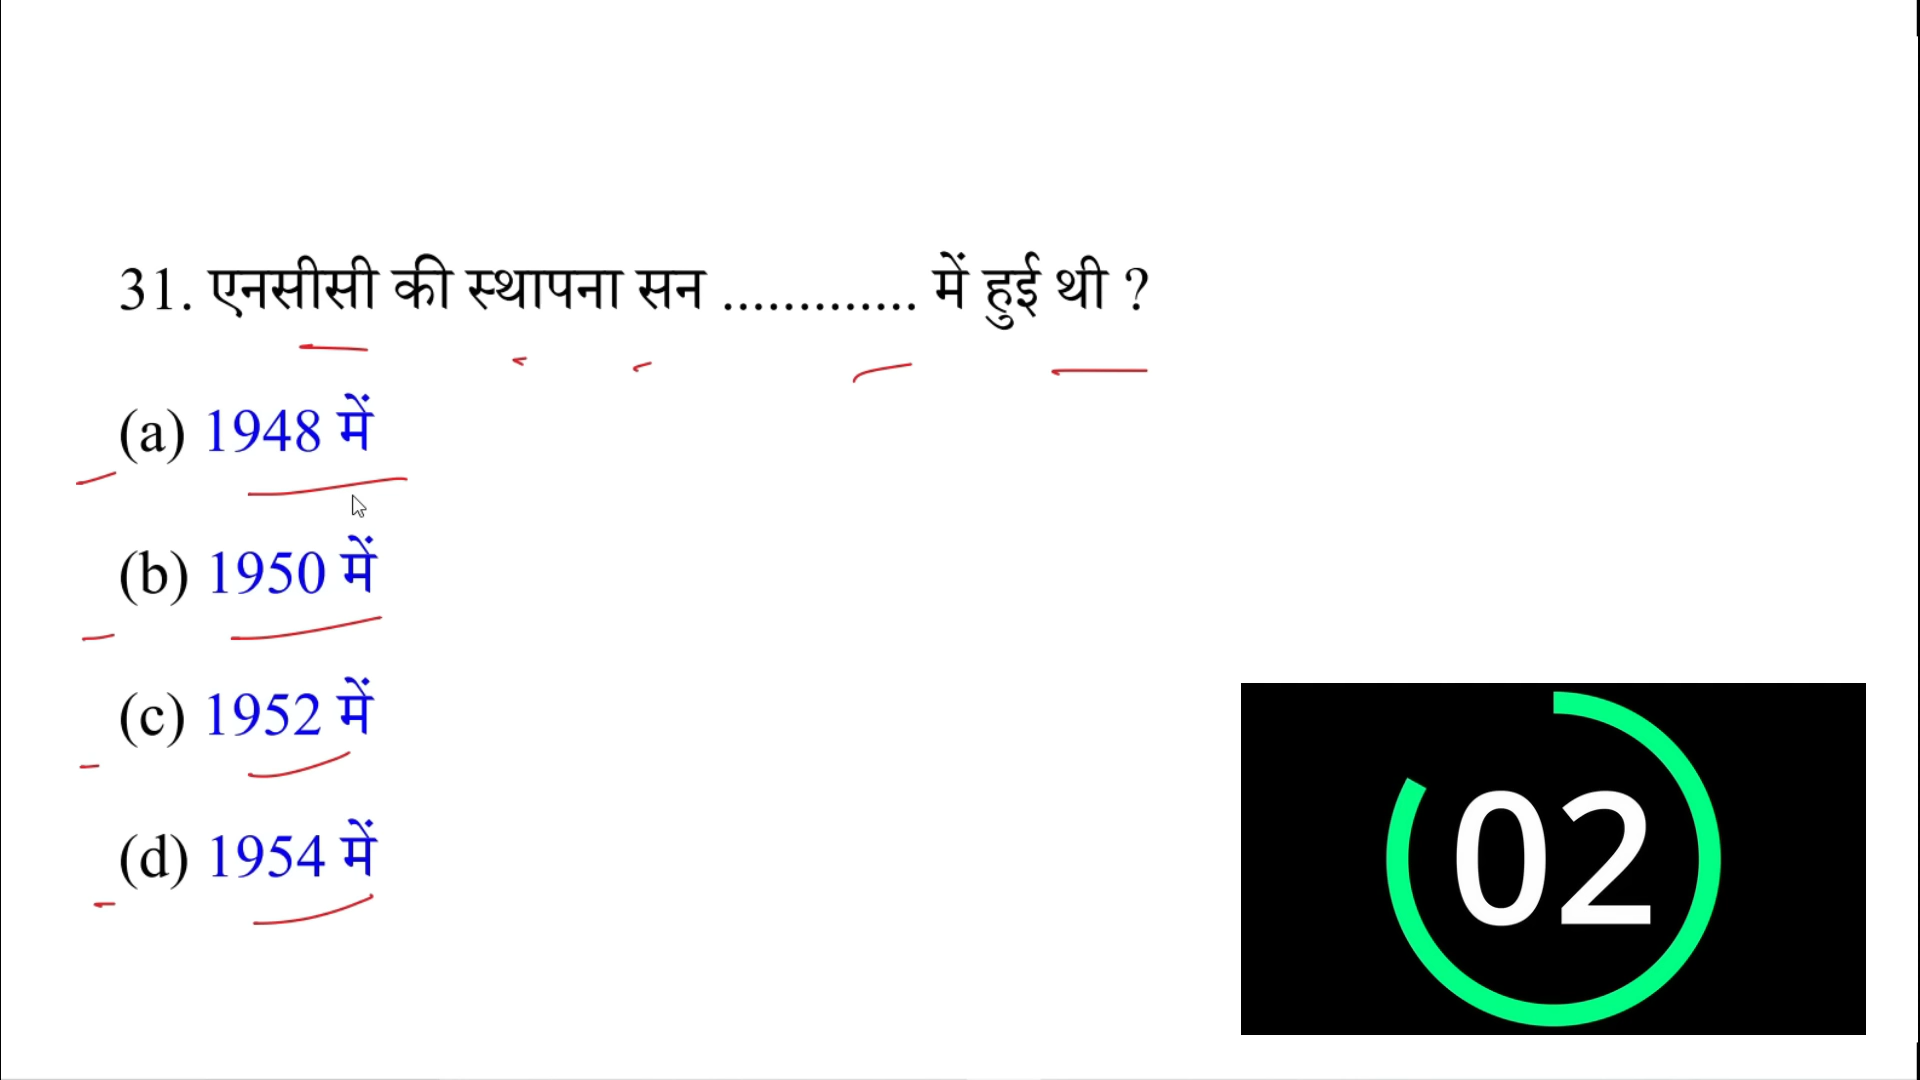 31. एनसीसी की स्थापना सन ............. में हुई थी ?
(a) 1948 में
(b) 1950 में
(c) 1952 में
(d) 1954 में
02